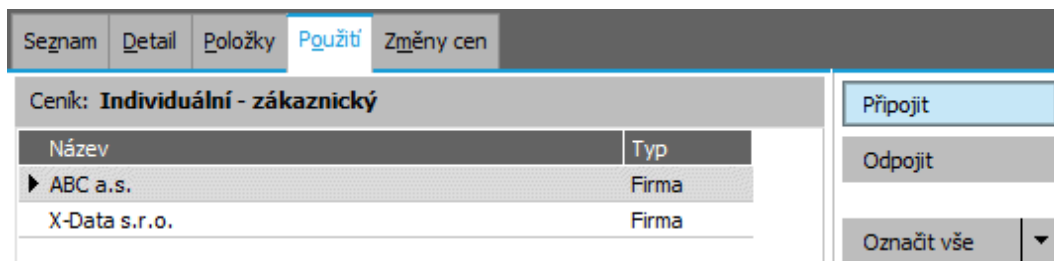 Seznam Detail Položky Použití Změny cen
Ceník: Individuální - zákaznický
Název Typ
ABC a.s. Firma
X-Data s.r.o. Firma
Připojit
Odpojit
Označit vše